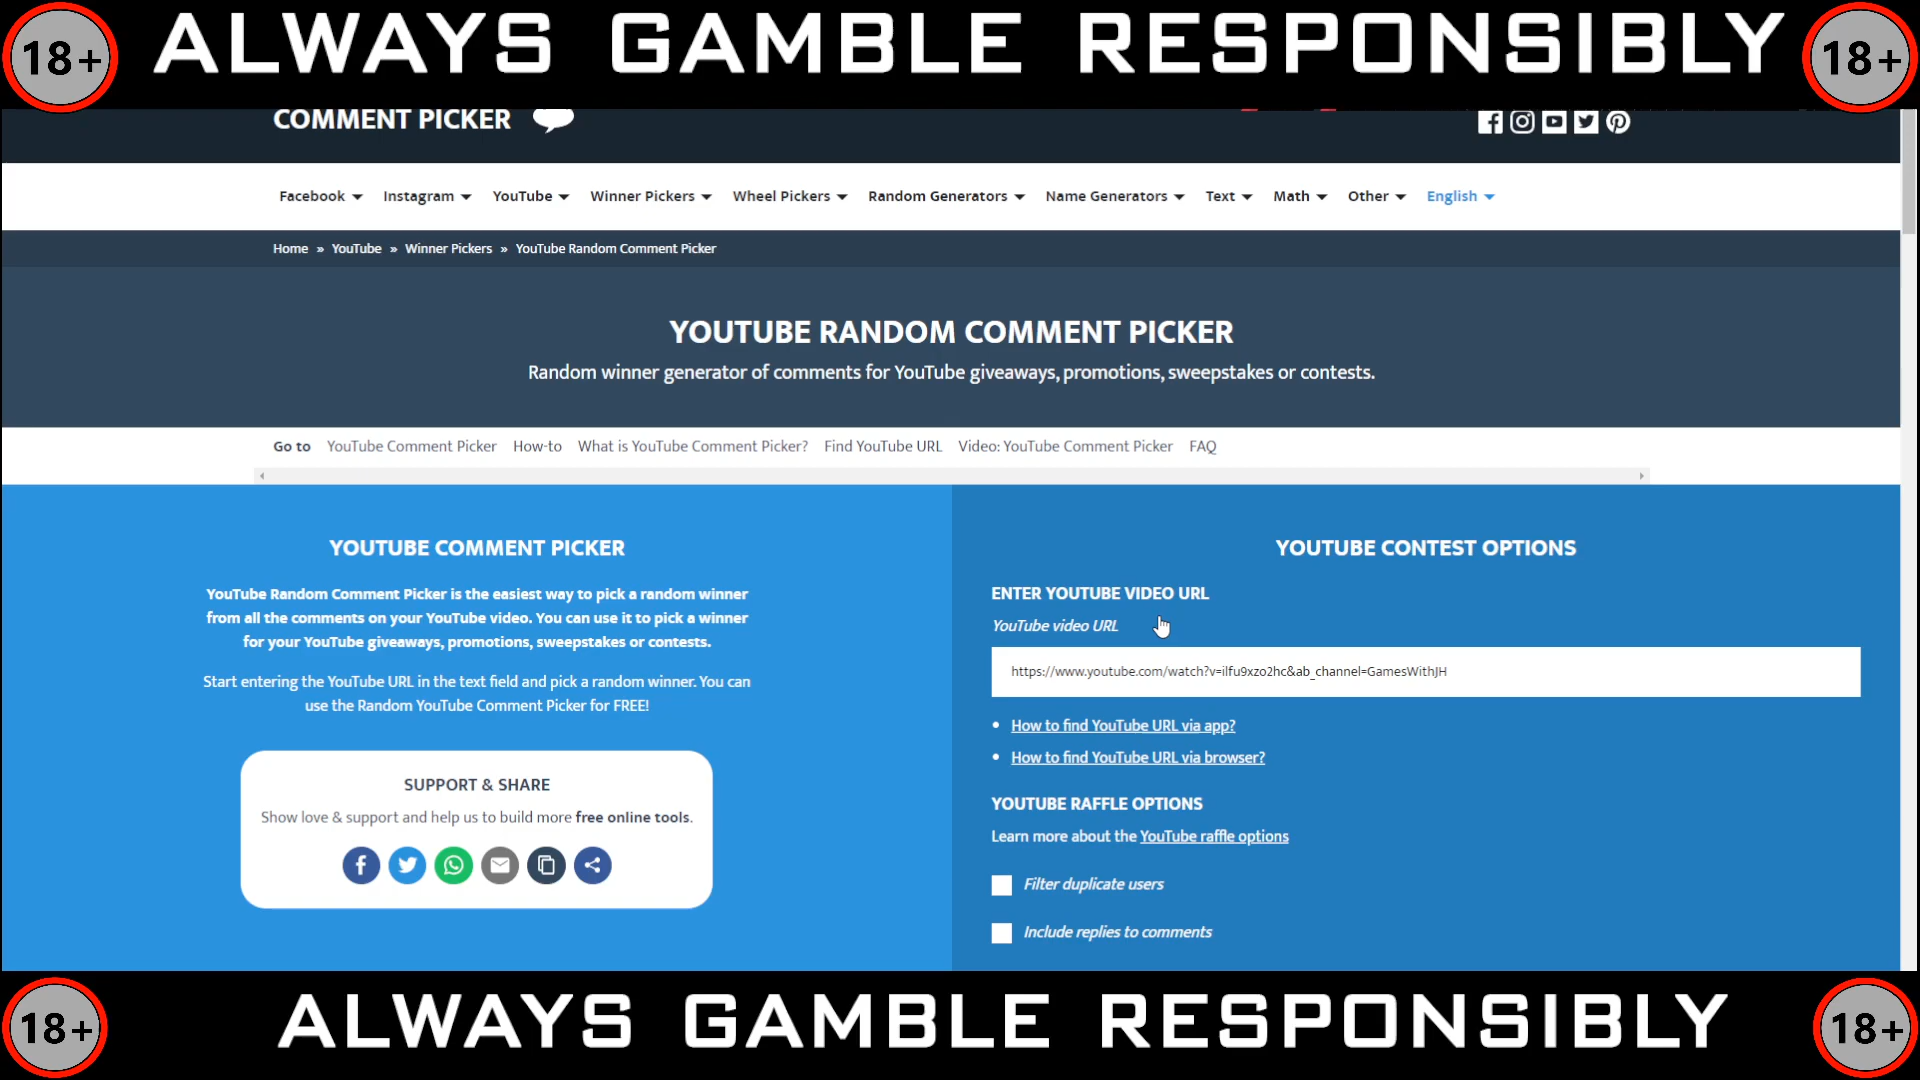 18+ ALWAYS GAMBLE RESPONSIBLY 18+
COMMENT PICKER
Facebook Instagram YouTube Winner Pickers Wheel Pickers Random Generators Name Generators Text Math Other English
Home » YouTube » Winner Pickers » YouTube Random Comment Picker
YOUTUBE RANDOM COMMENT PICKER
Random winner generator of comments for YouTube giveaways, promotions, sweepstakes or contests.
Go to YouTube Comment Picker How-to What is YouTube Comment Picker? Find YouTube URL Video: YouTube Comment Picker FAQ
YOUTUBE COMMENT PICKER
YouTube Random Comment Picker is the easiest way to pick a random winner
from all the comments on your YouTube video. You can use it to pick a winner
for your YouTube giveaways, promotions, sweepstakes or contests.
Start entering the YouTube URL in the text field and pick a random winner. You can
use the Random YouTube Comment Picker for FREE!
SUPPORT & SHARE
Show love & support and help us to build more free online tools.
YOUTUBE CONTEST OPTIONS
ENTER YOUTUBE VIDEO URL
YouTube video URL
https://www.youtube.com/watch?v=ilfu9xzo2hc&ab_channel=GamesWithJH
• How to find YouTube URL via app?
• How to find YouTube URL via browser?
YOUTUBE RAFFLE OPTIONS
Learn more about the YouTube raffle options
Filter duplicate users
Include replies to comments
18+ ALWAYS GAMBLE RESPONSIBLY 18+